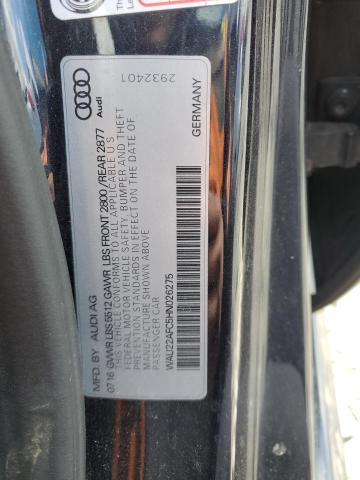 Audi
2932401
MFD. BY AUDI AG
07.16 GVWR LBS 5512 GAWR LBS FRONT 2800 / REAR 2877
THIS VEHICLE CONFORMS TO ALL APPLICABLE U S
FEDERAL MOTOR VEHICLE SAFETY, BUMPER AND THEFT
PREVENTION STANDARDS IN EFFECT ON THE DATE OF
MANUFACTURE SHOWN ABOVE
PASSENGER CAR
WAU22AFC5HN026275
GERMANY